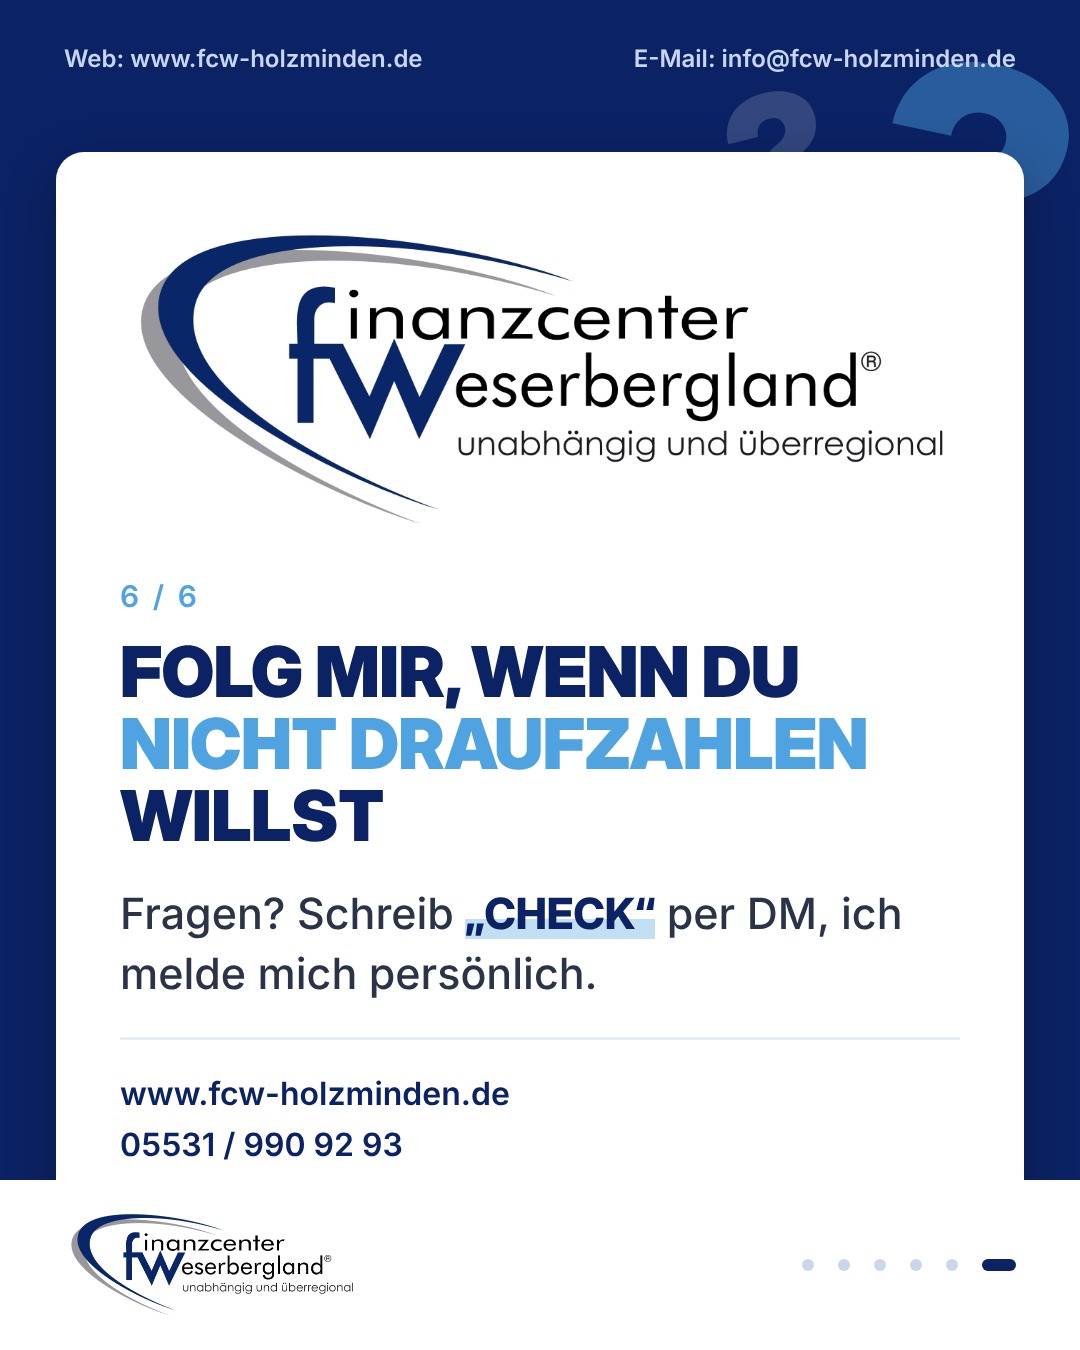 Web: www.fcw-holzminden.de
E-Mail: info@fcw-holzminden.de
finanzcenter
Weserbergland®
unabhängig und überregional
6 / 6
FOLG MIR, WENN DU
NICHT DRAUFZAHLEN
WILLST
Fragen? Schreib „CHECK“ per DM, ich
melde mich persönlich.
www.fcw-holzminden.de
05531 / 990 92 93
finanzcenter
Weserbergland®
unabhängig und überregional